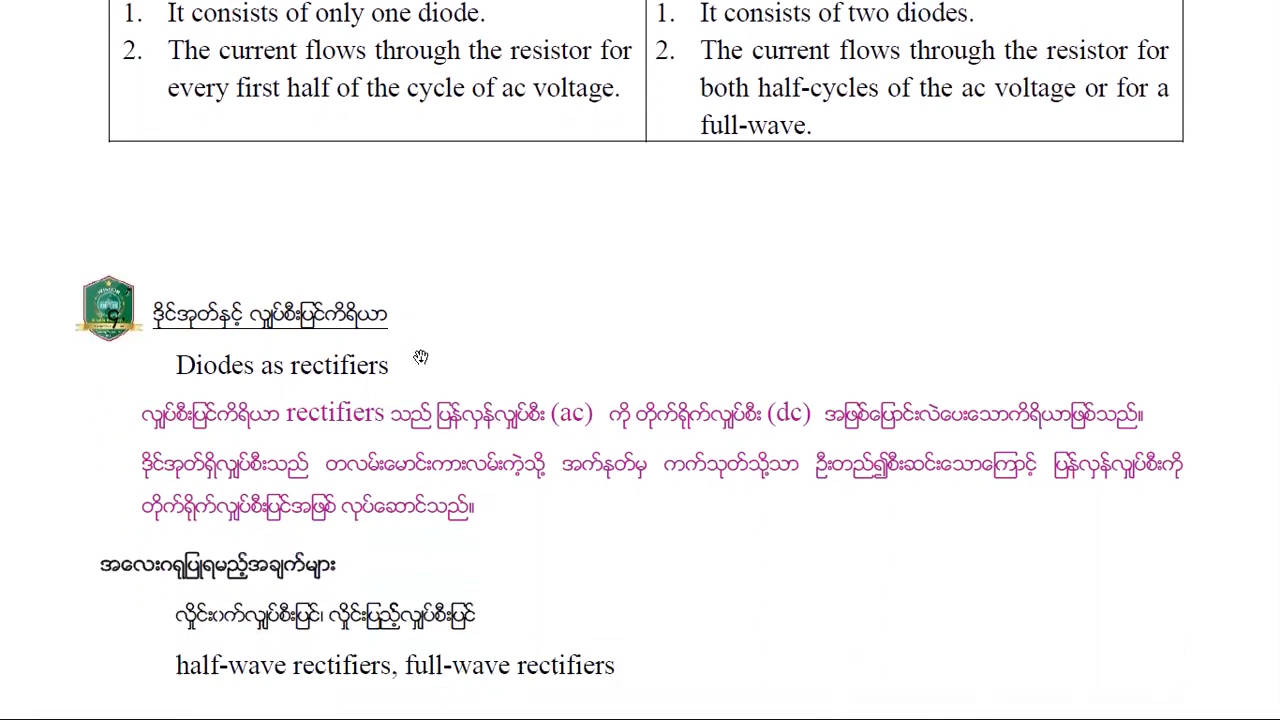 1. It consists of only one diode.
2. The current flows through the resistor for
every first half of the cycle of ac voltage.
1. It consists of two diodes.
2. The current flows through the resistor for
both half-cycles of the ac voltage or for a
full-wave.
ဒိုင်အုတ်နှင့် လျှပ်စီးပြင်ကိရိယာ
Diodes as rectifiers
လျှပ်စီးပြင်ကိရိယာ rectifiers သည် ပြန်လှန်လျှပ်စီး (ac) ကို တိုက်ရိုက်လျှပ်စီး (dc) အဖြစ်ပြောင်းလဲပေးသောကိရိယာဖြစ်သည်။
ဒိုင်အုတ်ရှိလျှပ်စီးသည် တလမ်းမောင်းကားလမ်းကဲ့သို့ အက်နုတ်မှ ကက်သုတ်သို့သာ ဦးတည်၍စီးဆင်းသောကြောင့် ပြန်လှန်လျှပ်စီးကို
တိုက်ရိုက်လျှပ်စီးပြင်အဖြစ် လုပ်ဆောင်သည်။
အလေးဂရုပြုရမည့်အချက်များ
လှိုင်းဝက်လျှပ်စီးပြင်၊ လှိုင်းပြည့်လျှပ်စီးပြင်
half-wave rectifiers, full-wave rectifiers